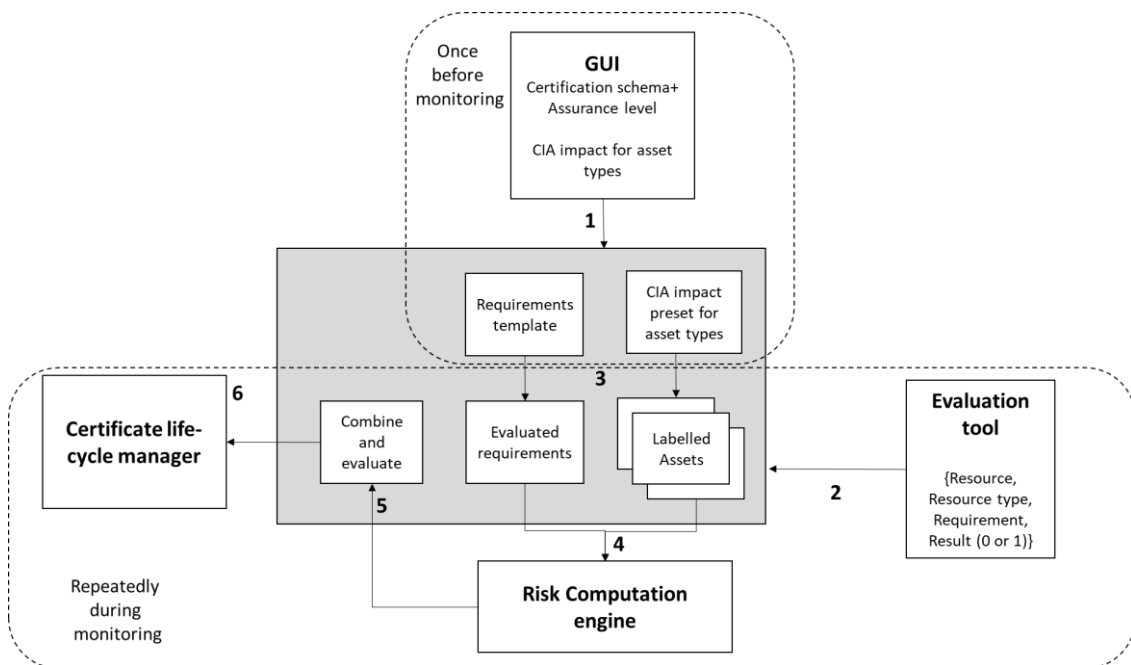 Once
before
monitoring
GUI
Certification schema+
Assurance level
CIA impact for asset
types
1
Requirements
template
CIA impact
preset for
asset types
3
6
Certificate life-
cycle manager
Combine
and
evaluate
Evaluated
requirements
Labelled
Assets
Evaluation
tool
{Resource,
Resource type,
Requirement,
Result (0 or 1)}
2
5
4
Risk Computation
engine
Repeatedly
during
monitoring